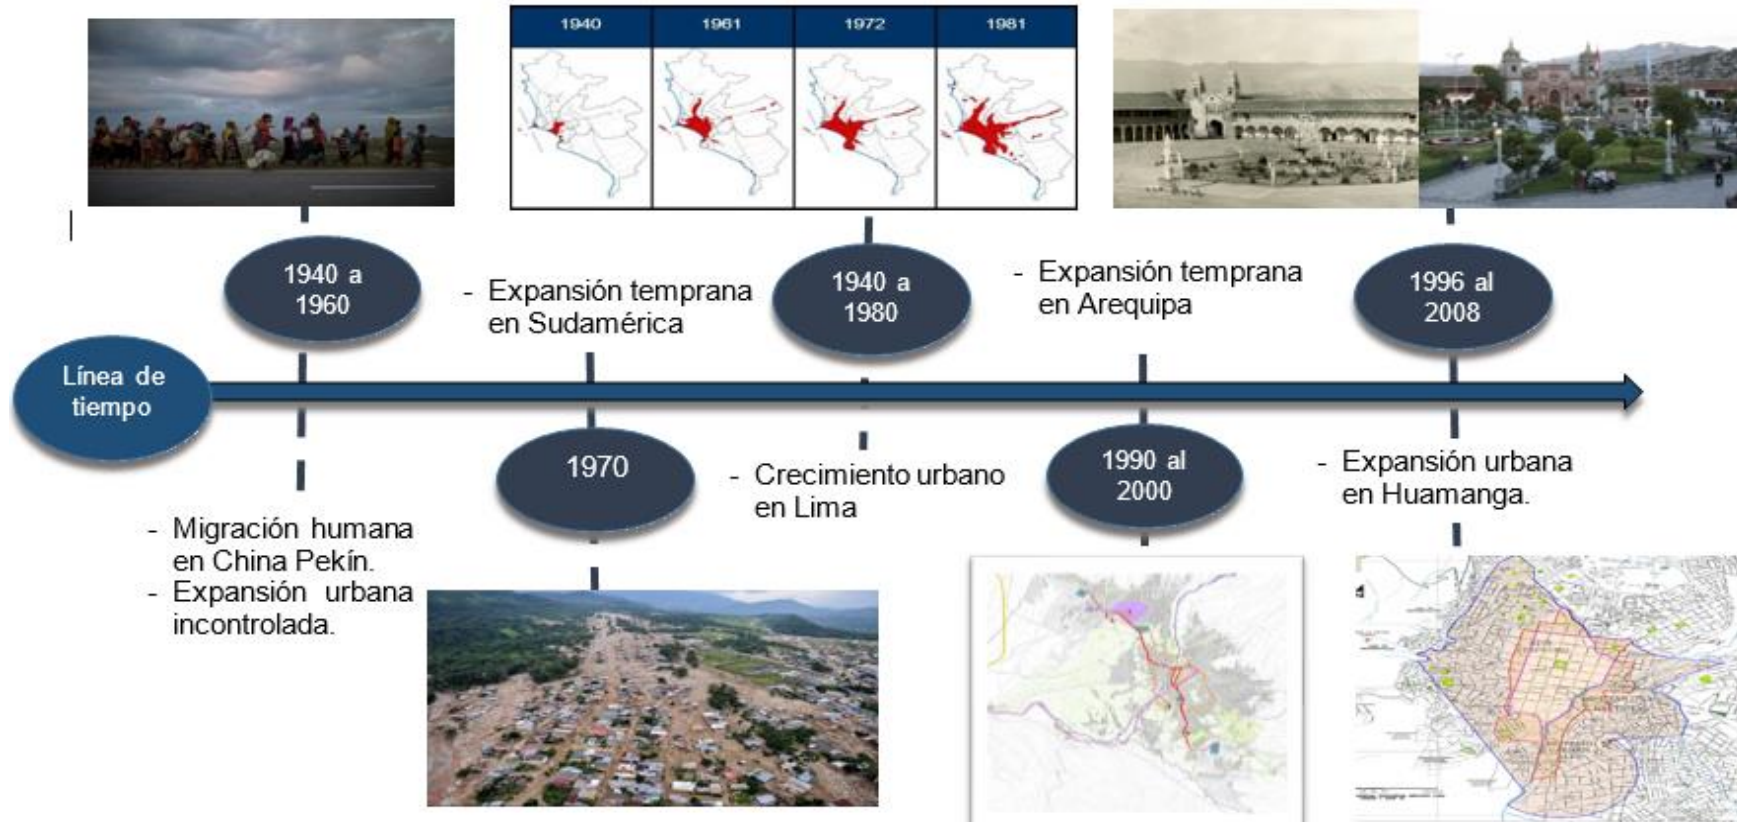 1940
1961
1972
1981
1940 a
1960
- Expansión temprana
en Sudamérica
1940 a
1980
- Expansión temprana
en Arequipa
1996 al
2008
Línea de
tiempo
- Migración humana
en China Pekín.
- Expansión urbana
incontrolada.
1970
- Crecimiento urbano
en Lima
1990 al
2000
- Expansión urbana
en Huamanga.